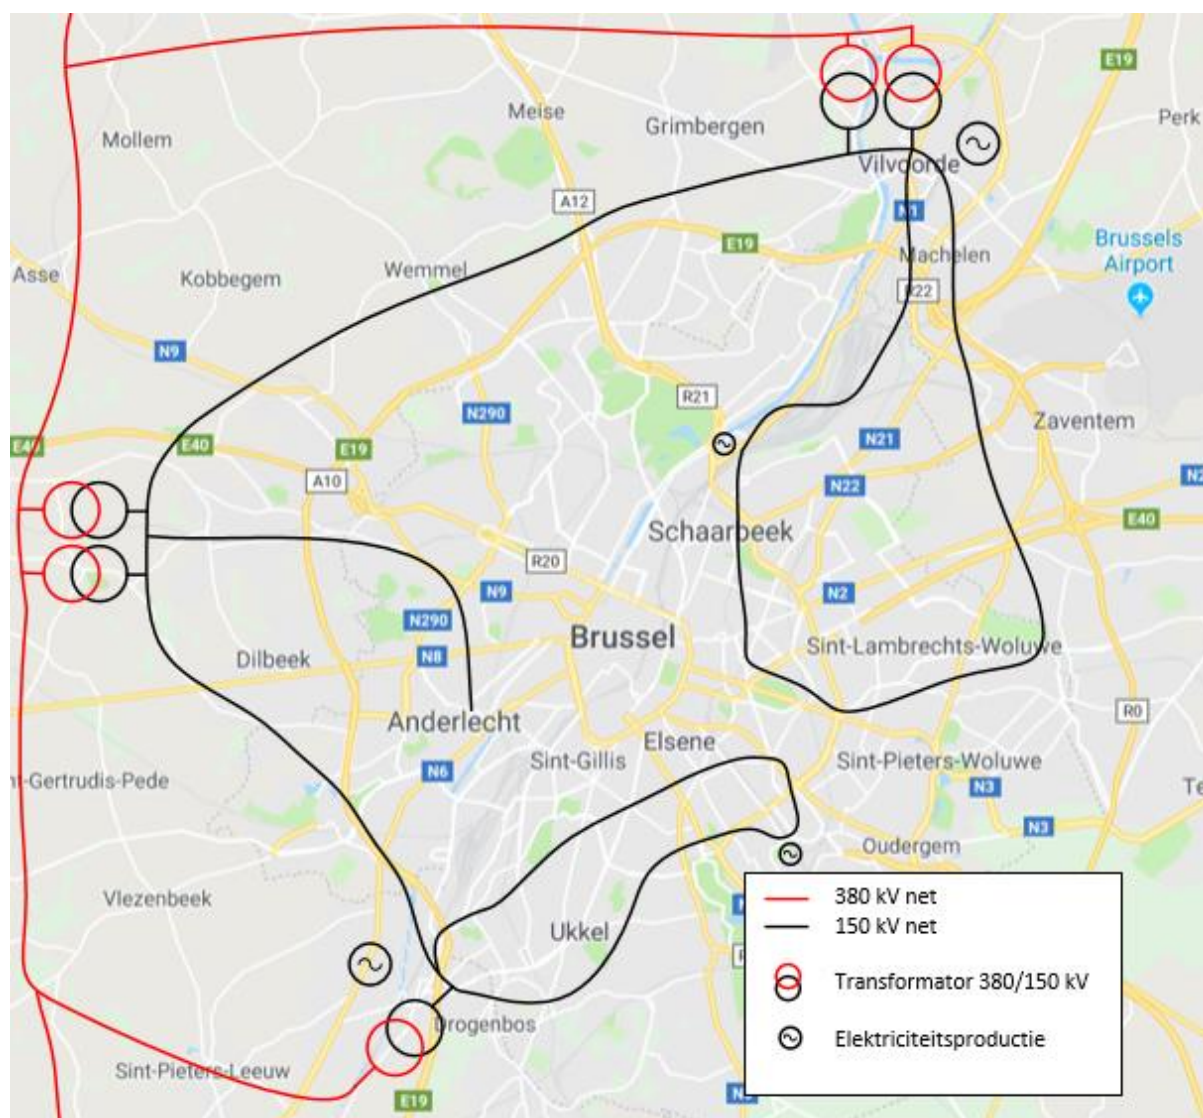 E19
Meise
Perk
Grimbergen
Mollem
Vilvoorde
A12
N1
E19
Brussels
Airport
Machelen
Asse
Kobbegem
Wemmel
R22
N9
R21
N290
Zaventem
E40
E40
E19
N21
A10
N22
E40
Schaarbeek
R20
N9
N2
N290
Brussel
Sint-Lambrechts-Woluwe
Dilbeek
N8
R0
Anderlecht
Elsene
Sint-Gillis
Sint-Pieters-Woluwe
N6
nt-Gertrudis-Pede
N3
N3
Oudergem
Vlezenbeek
Ukkel
Drogenbos
Sint-Pieters-Leeuw
E19
380 kV net
150 kV net
Transformator 380/150 kV
Elektriciteitsproductie